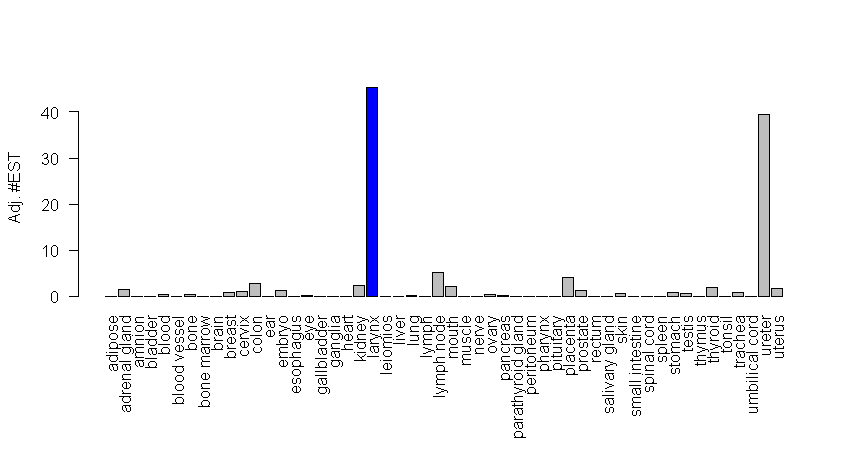 Adj. #EST
40
30
20
10
0
adipose
adrenal gland
amnion
bladder
blood
blood vessel
bone
bone marrow
brain
breast
cervix
colon
ear
embryo
esophagus
eye
gallbladder
ganglia
heart
kidney
larynx
leiomios
liver
lung
lymph
lymph node
mouth
muscle
nerve
ovary
pancreas
parathyroid gland
peritoneum
pharynx
pituitary
placenta
prostate
rectum
salivary gland
skin
small intestine
spinal cord
spleen
stomach
testis
thymus
thyroid
tonsil
trachea
umbilical cord
ureter
uterus